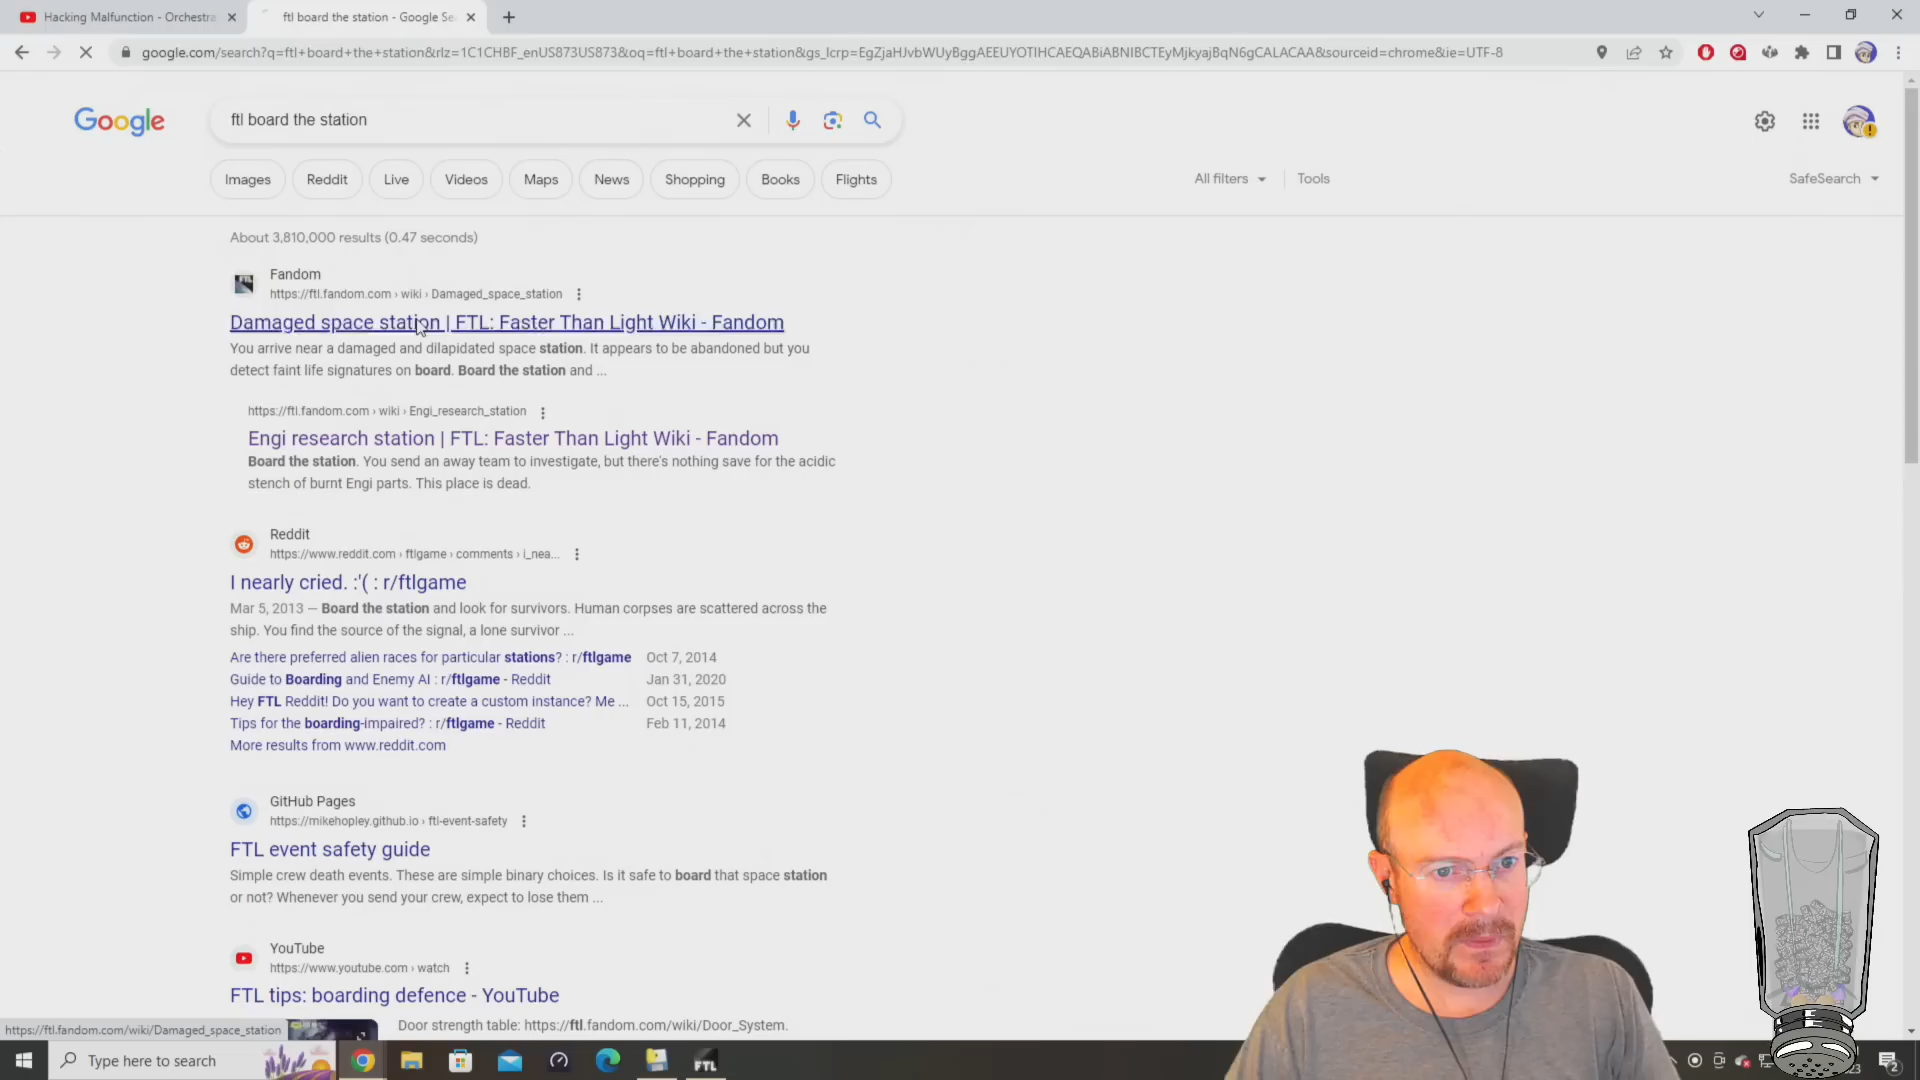 Hacking Malfunction - Orchestra
ftl board the station - Google Se
google.com/search?q=ftl+board+the+station&rlz=1C1CHBF_enUS873US873&oq=ftl+board+the+station&gs_lcrp=EgZjaHJvbWUyBggAEEUYOTIHCAEQABiABNIBCTEyMjkyajBqN6gCALACAA&sourceid=chrome&ie=UTF-8
Google
ftl board the station
Images
Reddit
Live
Videos
Maps
News
Shopping
Books
Flights
All filters
Tools
SafeSearch
About 3,810,000 results (0.47 seconds)
Fandom
https://ftl.fandom.com › wiki › Damaged_space_station
Damaged space station | FTL: Faster Than Light Wiki - Fandom
You arrive near a damaged and dilapidated space station. It appears to be abandoned but you
detect faint life signatures on board. Board the station and ...
https://ftl.fandom.com › wiki › Engi_research_station
Engi research station | FTL: Faster Than Light Wiki - Fandom
Board the station. You send an away team to investigate, but there's nothing save for the acidic
stench of burnt Engi parts. This place is dead.
Reddit
https://www.reddit.com › ftlgame › comments › i_nea...
I nearly cried. :'( : r/ftlgame
Mar 5, 2013 — Board the station and look for survivors. Human corpses are scattered across the
ship. You find the source of the signal, a lone survivor ...
Are there preferred alien races for particular stations? : r/ftlgame Oct 7, 2014
Guide to Boarding and Enemy AI : r/ftlgame - Reddit Jan 31, 2020
Hey FTL Reddit! Do you want to create a custom instance? Me ... Oct 15, 2015
Tips for the boarding-impaired? : r/ftlgame - Reddit Feb 11, 2014
More results from www.reddit.com
GitHub Pages
https://mikehopley.github.io › ftl-event-safety
FTL event safety guide
Simple crew death events. These are simple binary choices. Is it safe to board that space station
or not? Whenever you send your crew, expect to lose them ...
YouTube
https://www.youtube.com › watch
FTL tips: boarding defence - YouTube
Door strength table: https://ftl.fandom.com/wiki/Door_System.
https://ftl.fandom.com/wiki/Damaged_space_station
Type here to search
FTL
23
2